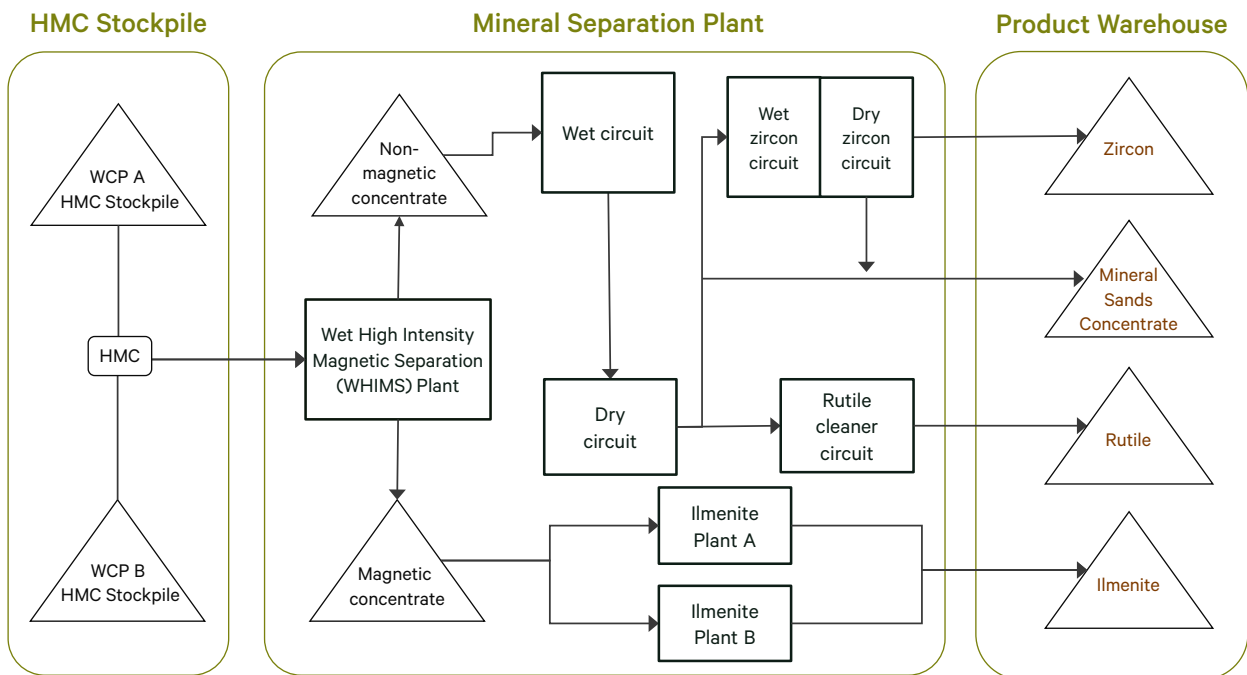 HMC Stockpile
Mineral Separation Plant
Product Warehouse
WCP A
HMC Stockpile
HMC
WCP B
HMC Stockpile
Non-
magnetic
concentrate
Wet circuit
Wet
zircon
circuit
Dry
zircon
circuit
Wet High Intensity
Magnetic Separation
(WHIMS) Plant
Dry
circuit
Rutile
cleaner
circuit
Magnetic
concentrate
Ilmenite
Plant A
Ilmenite
Plant B
Zircon
Mineral
Sands
Concentrate
Rutile
Ilmenite